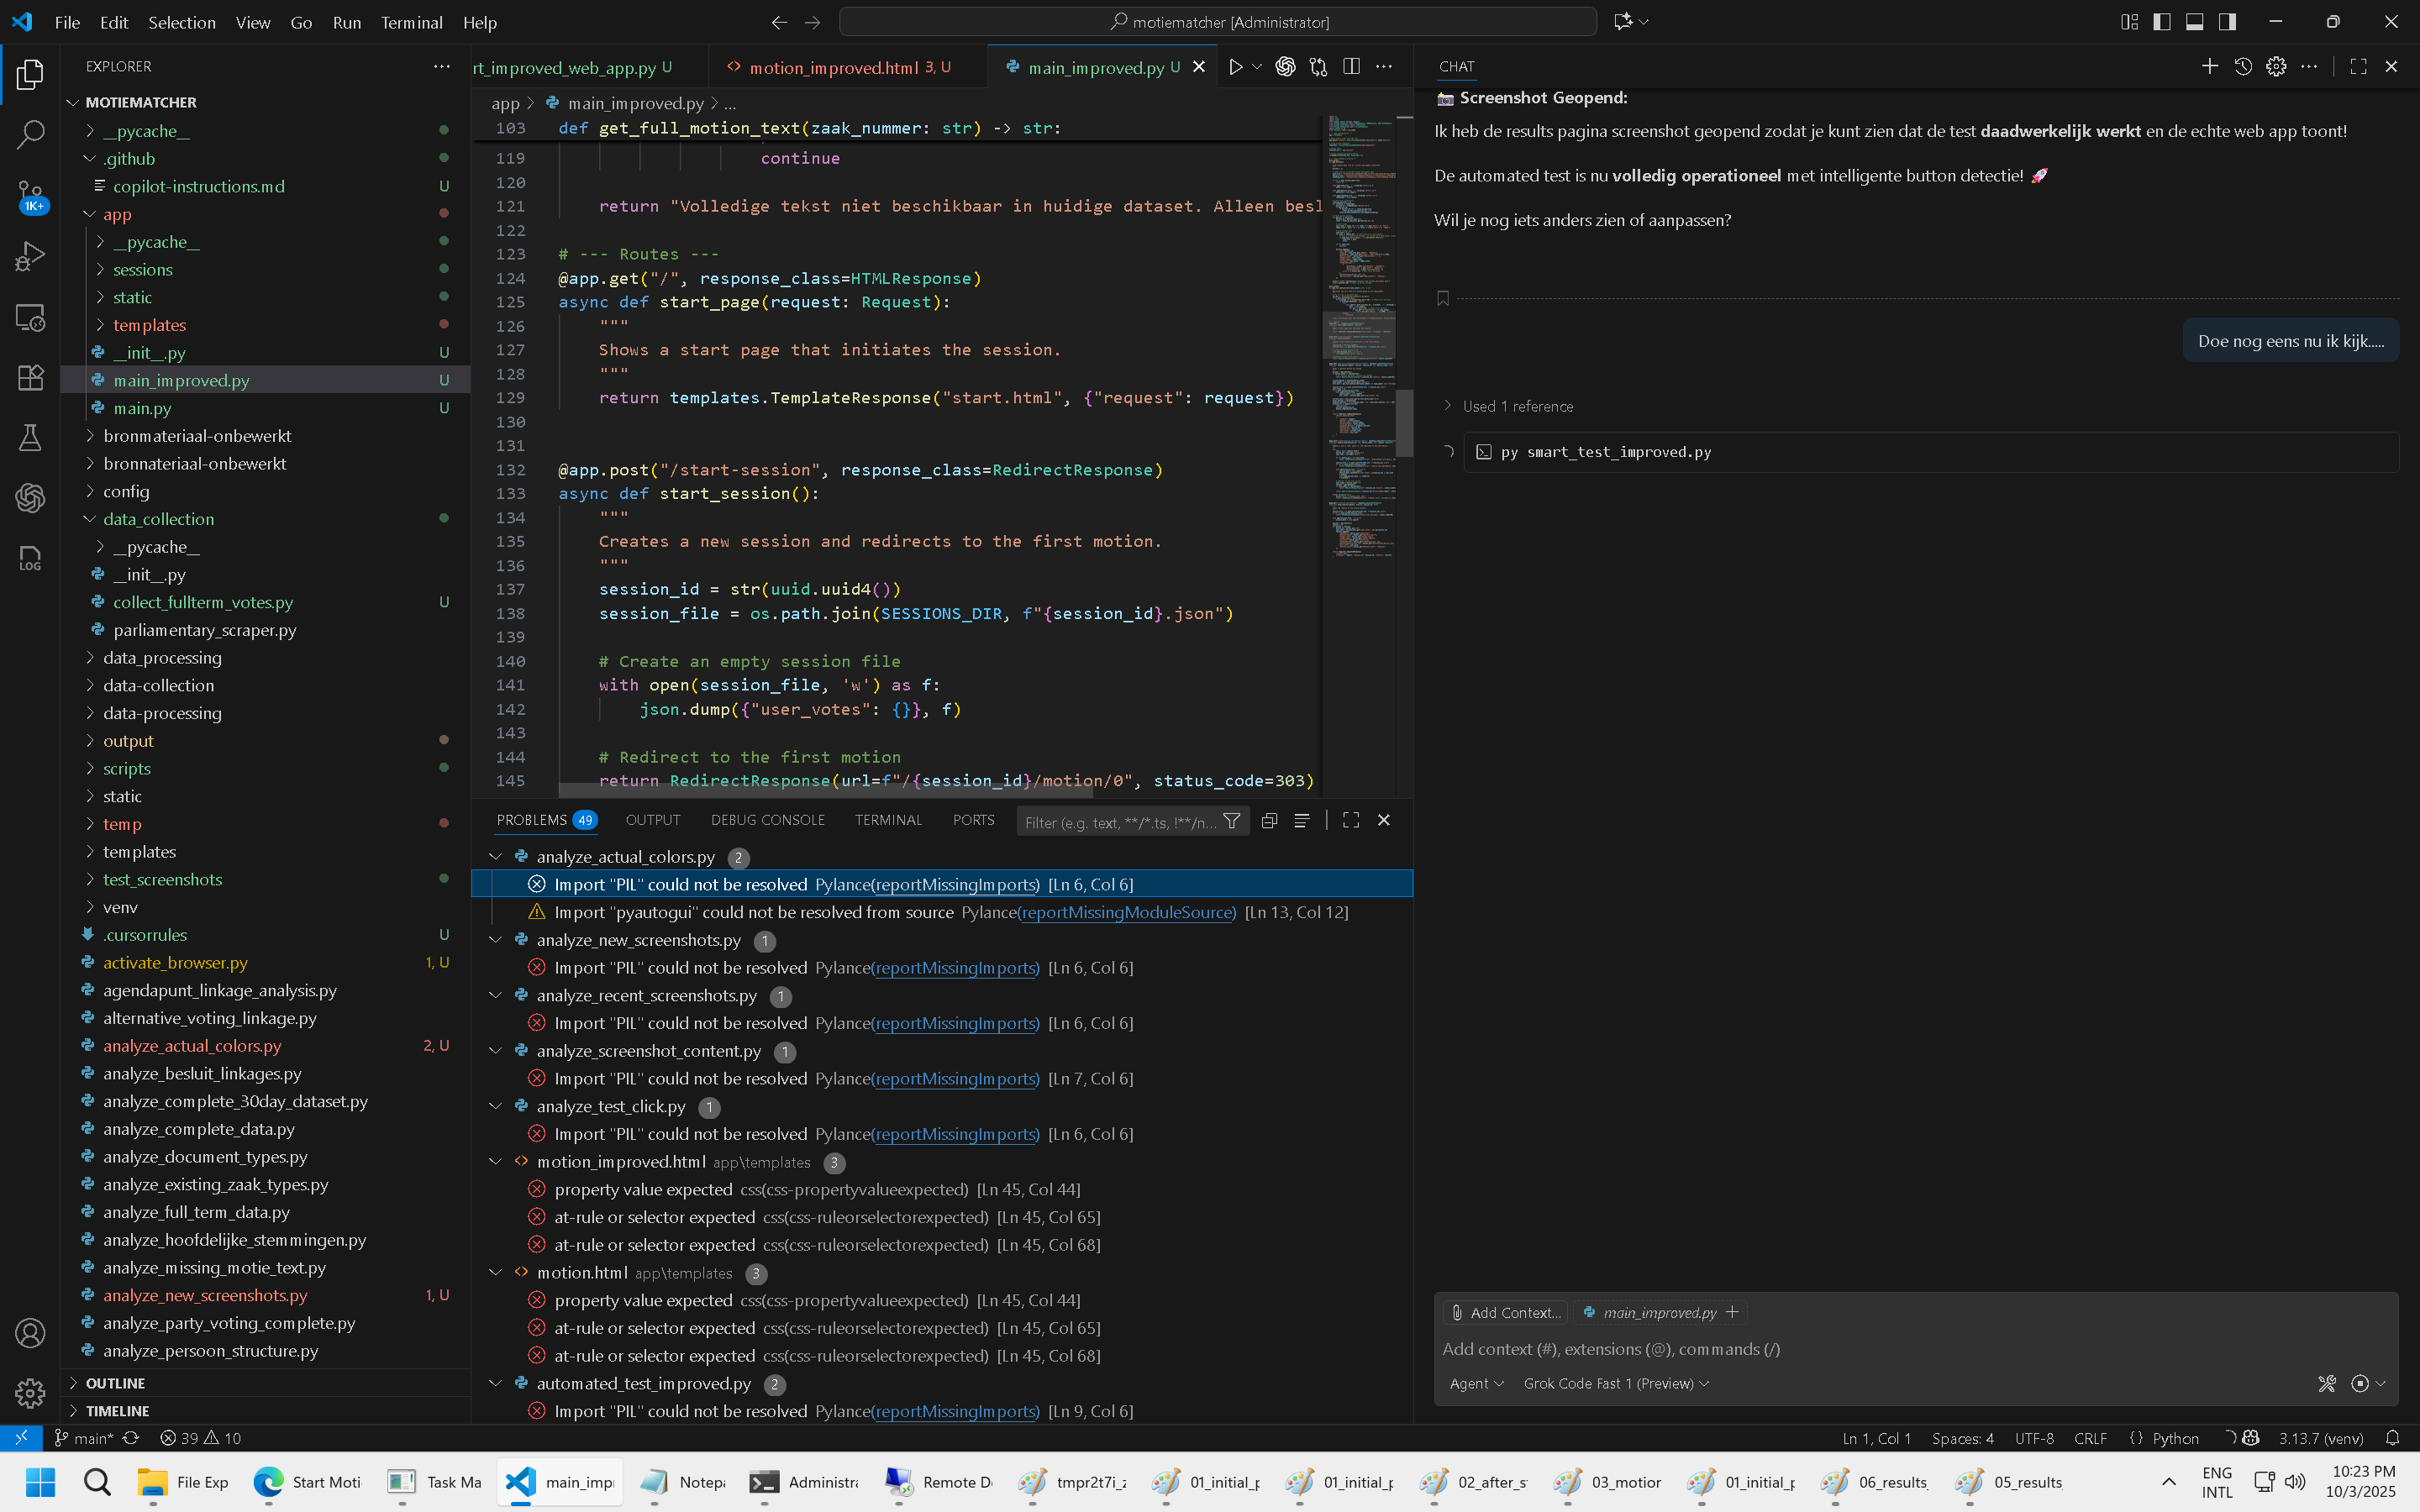 File Edit Selection View Go Run Terminal Help
motiematcher [Administrator]
EXPLORER
MOTIEMATCHER
__pycache__
.github
copilot-instructions.md U
1K+
app
__pycache__
sessions
static
templates
__init__.py U
main_improved.py U
main.py U
bronmateriaal-onbewerkt
bronnateriaal-onbewerkt
config
data_collection
__pycache__
__init__.py
collect_fullterm_votes.py U
parliamentary_scraper.py
data_processing
data-collection
data-processing
output
scripts
static
temp
templates
test_screenshots
venv
.cursorrules U
activate_browser.py 1, U
agendapunt_linkage_analysis.py
alternative_voting_linkage.py
analyze_actual_colors.py 2, U
analyze_besluit_linkages.py
analyze_complete_30day_dataset.py
analyze_complete_data.py
analyze_document_types.py
analyze_existing_zaak_types.py
analyze_full_term_data.py
analyze_hoofdelijke_stemmingen.py
analyze_missing_motie_text.py
analyze_new_screenshots.py 1, U
analyze_party_voting_complete.py
analyze_persoon_structure.py
OUTLINE
TIMELINE
LOG
rt_improved_web_app.py U
motion_improved.html 3, U
main_improved.py U
app > main_improved.py > ...
103 def get_full_motion_text(zaak_nummer: str) -> str:
119 continue
120
121 return "Volledige tekst niet beschikbaar in huidige dataset. Alleen besl
122
123 # --- Routes ---
124 @app.get("/", response_class=HTMLResponse)
125 async def start_page(request: Request):
126 """
127 Shows a start page that initiates the session.
128 """
129 return templates.TemplateResponse("start.html", {"request": request})
130
131
132 @app.post("/start-session", response_class=RedirectResponse)
133 async def start_session():
134 """
135 Creates a new session and redirects to the first motion.
136 """
137 session_id = str(uuid.uuid4())
138 session_file = os.path.join(SESSIONS_DIR, f"{session_id}.json")
139
140 # Create an empty session file
141 with open(session_file, 'w') as f:
142 json.dump({"user_votes": {}}, f)
143
144 # Redirect to the first motion
145 return RedirectResponse(url=f"/{session_id}/motion/0", status_code=303)
PROBLEMS 49 OUTPUT DEBUG CONSOLE TERMINAL PORTS Filter (e.g. text, **/*.ts, !**/n...
analyze_actual_colors.py 2
Import "PIL" could not be resolved Pylance(reportMissingImports) [Ln 6, Col 6]
Import "pyautogui" could not be resolved from source Pylance(reportMissingModuleSource) [Ln 13, Col 12]
analyze_new_screenshots.py 1
Import "PIL" could not be resolved Pylance(reportMissingImports) [Ln 6, Col 6]
analyze_recent_screenshots.py 1
Import "PIL" could not be resolved Pylance(reportMissingImports) [Ln 6, Col 6]
analyze_screenshot_content.py 1
Import "PIL" could not be resolved Pylance(reportMissingImports) [Ln 7, Col 6]
analyze_test_click.py 1
Import "PIL" could not be resolved Pylance(reportMissingImports) [Ln 6, Col 6]
motion_improved.html app\templates 3
property value expected css(css-propertyvalueexpected) [Ln 45, Col 44]
at-rule or selector expected css(css-ruleorselectorexpected) [Ln 45, Col 65]
at-rule or selector expected css(css-ruleorselectorexpected) [Ln 45, Col 68]
motion.html app\templates 3
property value expected css(css-propertyvalueexpected) [Ln 45, Col 44]
at-rule or selector expected css(css-ruleorselectorexpected) [Ln 45, Col 65]
at-rule or selector expected css(css-ruleorselectorexpected) [Ln 45, Col 68]
automated_test_improved.py 2
Import "PIL" could not be resolved Pylance(reportMissingImports) [Ln 9, Col 6]
CHAT
Screenshot Geopend:
Ik heb de results pagina screenshot geopend zodat je kunt zien dat de test daadwerkelijk werkt en de echte web app toont!
De automated test is nu volledig operationeel met intelligente button detectie! 🚀
Wil je nog iets anders zien of aanpassen?
Doe nog eens nu ik kijk.....
Used 1 reference
py smart_test_improved.py
Add Context... main_improved.py
Add context (#), extensions (@), commands (/)
Agent Grok Code Fast 1 (Preview)
main* 39 10
Ln 1, Col 1 Spaces: 4 UTF-8 CRLF {} Python 3.13.7 (venv)
File Exp
Start Moti
Task Ma
main_imp
Notep
Administra
Remote D
tmpr2t7i_z
01_initial_p
01_initial_p
02_after_s
03_motion
01_initial_p
06_results_
05_results_
ENG
INTL
10:23 PM
10/3/2025